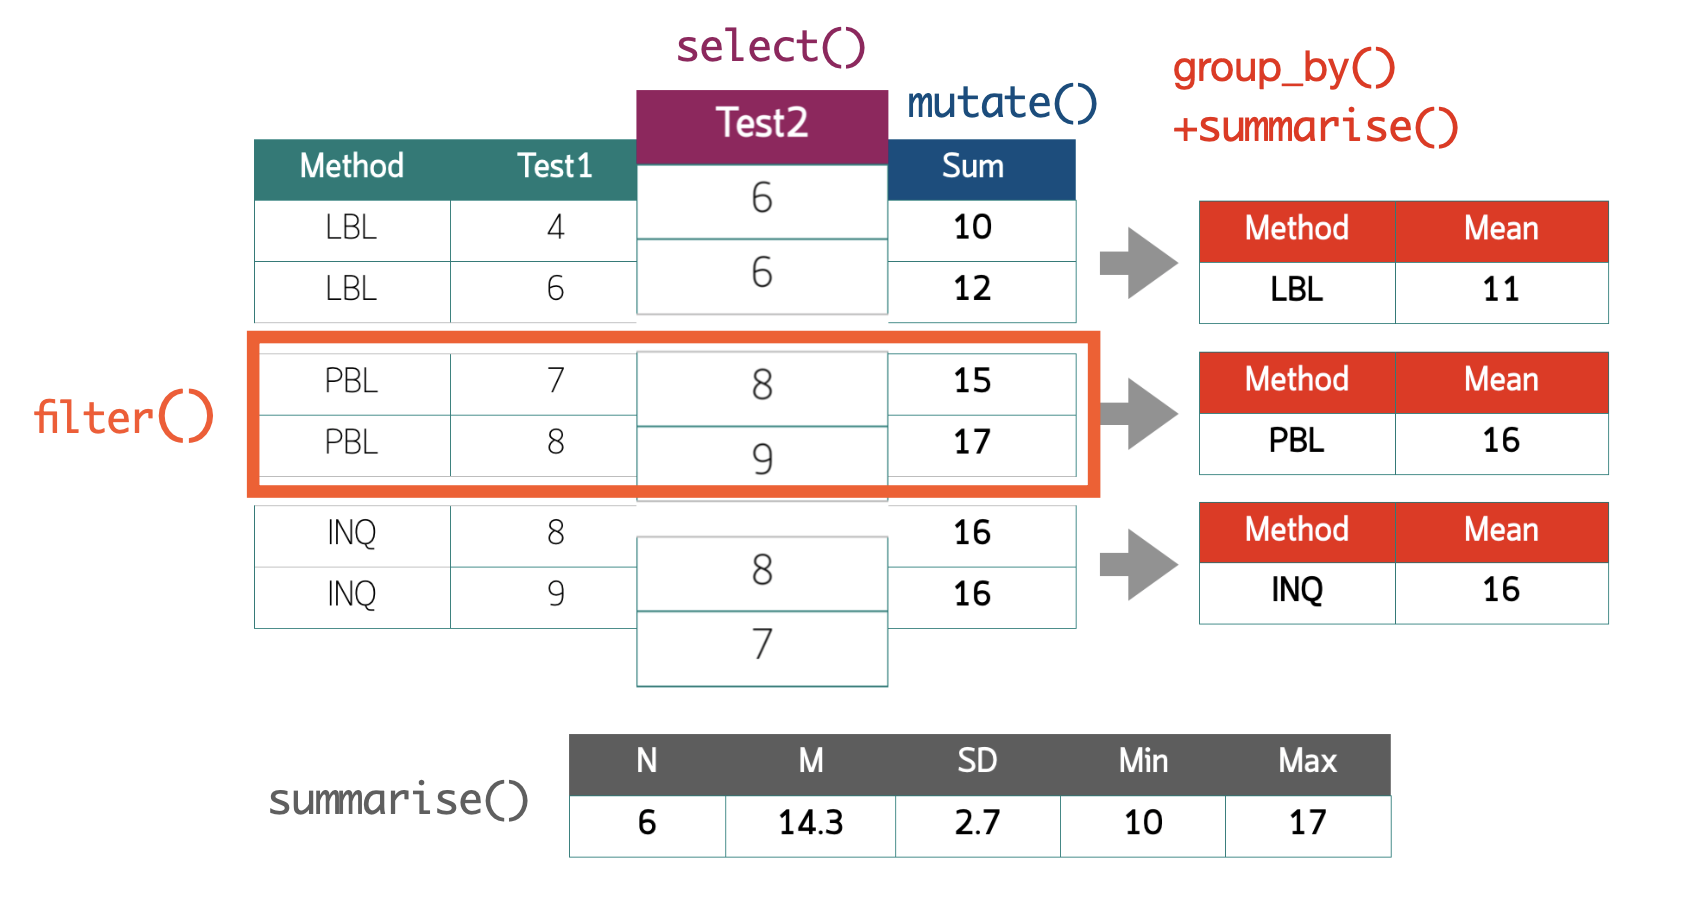 select()
mutate()
group_by()
+summarise()
Method Test1 Test2 Sum
LBL 4 6 10
LBL 6 6 12
PBL 7 8 15
PBL 8 9 17
INQ 8 8 16
INQ 9 7 16
filter()
Method Mean
LBL 11
Method Mean
PBL 16
Method Mean
INQ 16
summarise()
N M SD Min Max
6 14.3 2.7 10 17